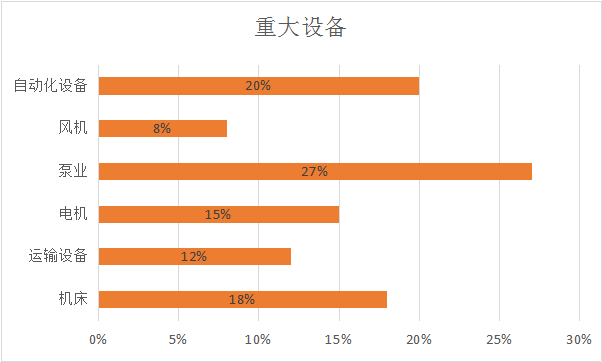 重大设备
自动化设备 20%
风机 8%
泵业 27%
电机 15%
运输设备 12%
机床 18%
0% 5% 10% 15% 20% 25% 30%